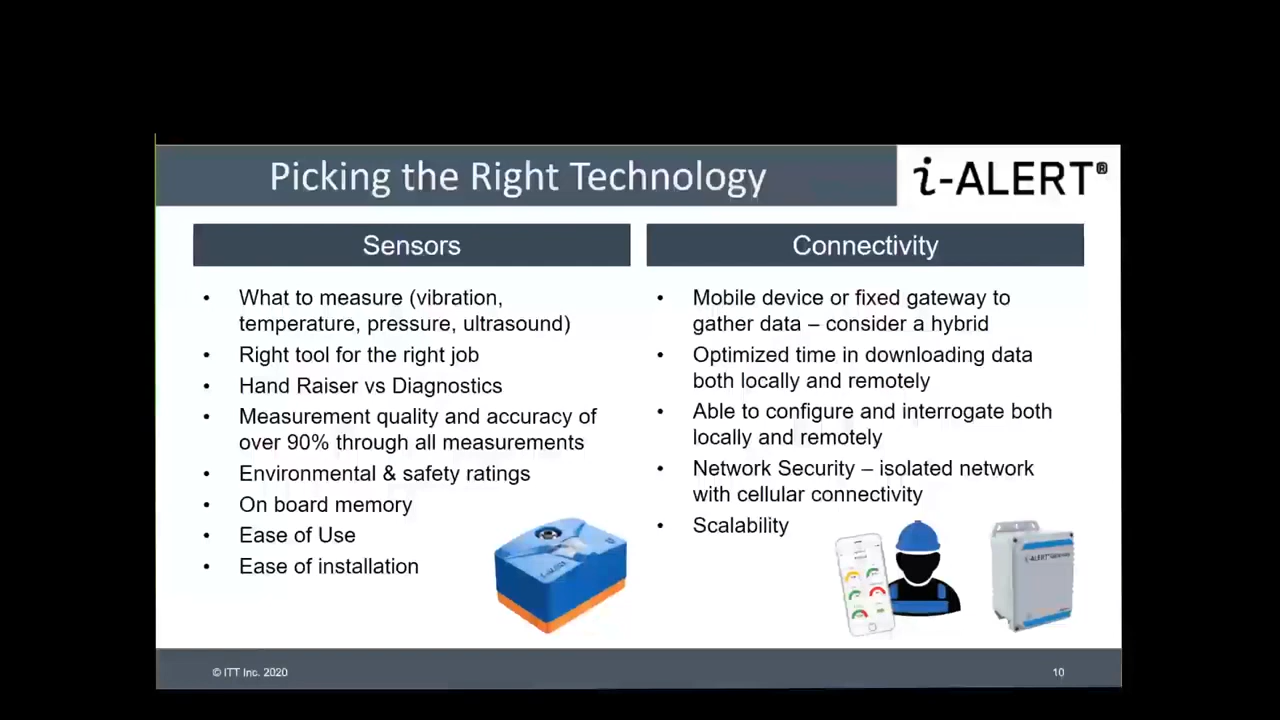 Picking the Right Technology
i-ALERT®
Sensors
• What to measure (vibration,
temperature, pressure, ultrasound)
• Right tool for the right job
• Hand Raiser vs Diagnostics
• Measurement quality and accuracy of
over 90% through all measurements
• Environmental & safety ratings
• On board memory
• Ease of Use
• Ease of installation
i-ALERT
Connectivity
• Mobile device or fixed gateway to
gather data – consider a hybrid
• Optimized time in downloading data
both locally and remotely
• Able to configure and interrogate both
locally and remotely
• Network Security – isolated network
with cellular connectivity
• Scalability
© ITT Inc. 2020
10